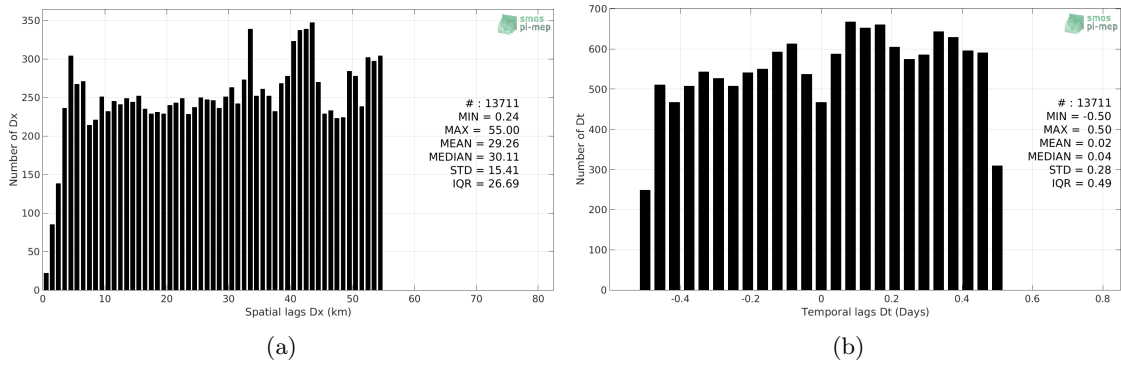 350
300
250
200
150
100
50
0
Number of Dx
0 10 20 30 40 50 60 70 80
Spatial lags Dx (km)
smos
pi-mep
# : 13711
MIN = 0.24
MAX = 55.00
MEAN = 29.26
MEDIAN = 30.11
STD = 15.41
IQR = 26.69
(a)
700
600
500
400
300
200
100
0
Number of Dt
-0.4 -0.2 0 0.2 0.4 0.6 0.8
Temporal lags Dt (Days)
smos
pi-mep
# : 13711
MIN = -0.50
MAX = 0.50
MEAN = 0.02
MEDIAN = 0.04
STD = 0.28
IQR = 0.49
(b)